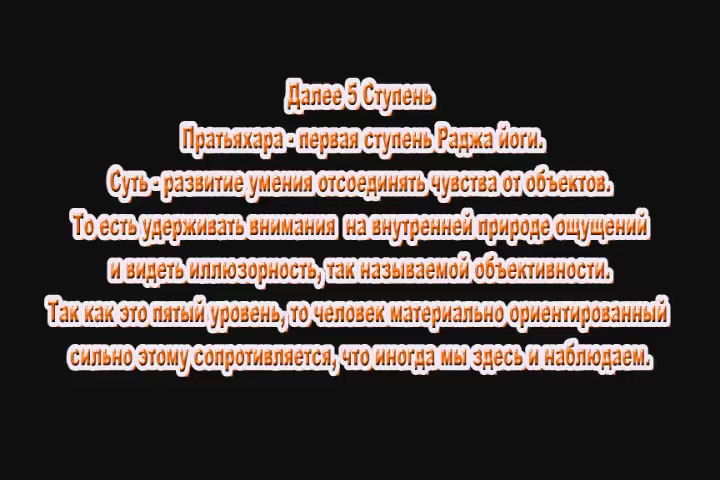 Далее 5 Ступень
Пратьяхара - первая ступень Раджа йоги.
Суть - развитие умения отсоединять чувства от объектов.
То есть удерживать внимания на внутренней природе ощущений
и видеть иллюзорность, так называемой объективности.
Так как это пятый уровень, то человек материально ориентированный
сильно этому сопротивляется, что иногда мы здесь и наблюдаем.